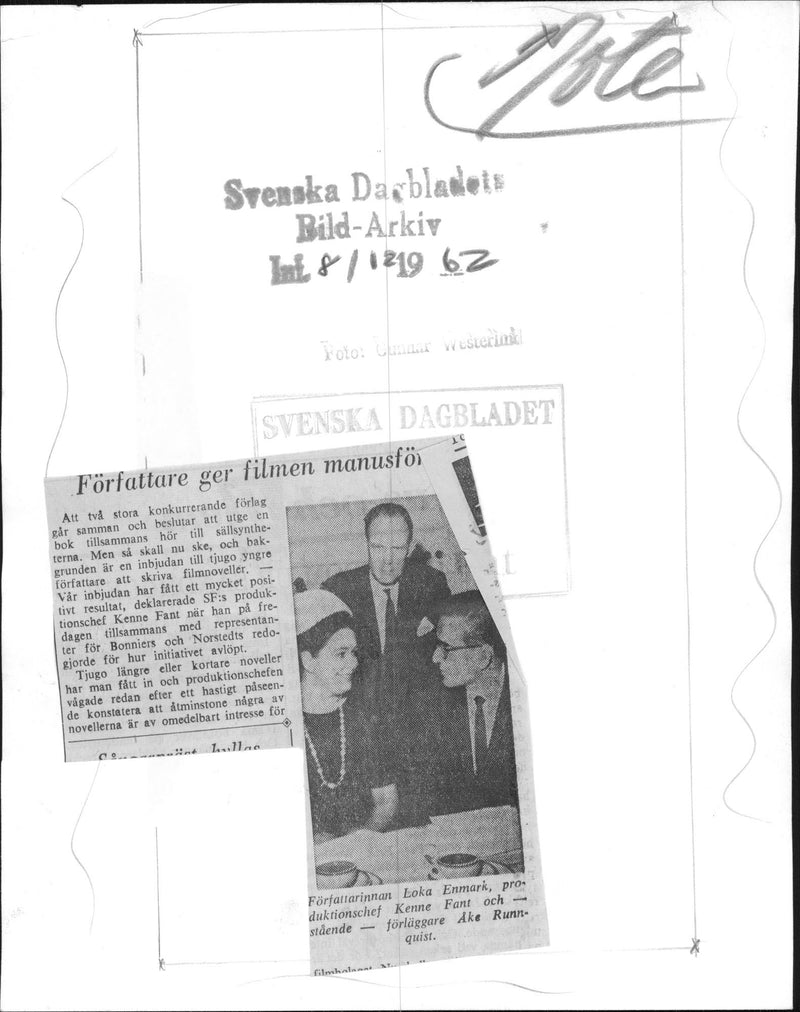 Möte
Svenska Dagbladets
Bild-Arkiv
Inf. 8/12 19 62
Foto: Gunnar Westerlind
SVENSKA DAGBLADET
Författare ger filmen manusför
Att två stora konkurrerande förlag
går samman och beslutar att utge en
bok tillsammans hör till sällsynthe-
terna. Men så skall nu ske, och bak-
grunden är en inbjudan till tjugo yngre
författare att skriva filmnoveller. —
Vår inbjudan har fått ett mycket posi-
tivt resultat, deklarerade SF:s produk-
tionschef Kenne Fant när han på fre-
dagen tillsammans med representan-
ter för Bonniers och Norstedts redo-
gjorde för hur initiativet avlöpt.
Tjugo längre eller kortare noveller
har man fått in och produktionschefen
vågade redan efter ett hastigt påseen-
de konstatera att åtminstone några av
novellerna är av omedelbart intresse för
hyllas
Författarinnan Loka Enmark, pro-
duktionschef Kenne Fant och —
stående — förläggare Ake Runn-
quist.
filmbolaget